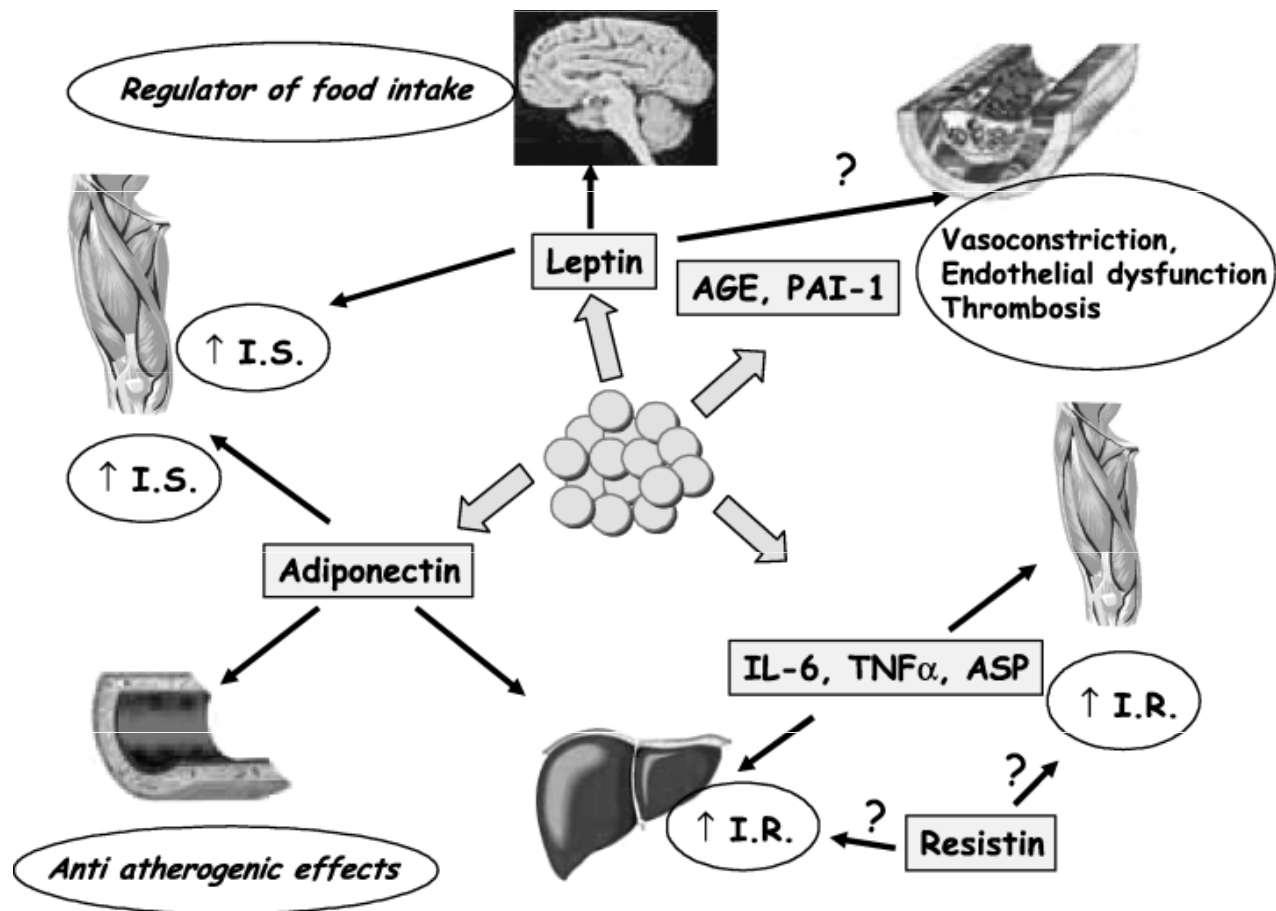 Regulator of food intake
?
Leptin
AGE, PAI-1
Vasoconstriction,
Endothelial dysfunction
Thrombosis
↑ I.S.
↑ I.S.
Adiponectin
IL-6, TNFα, ASP
↑ I.R.
?
↑ I.R.
?
Resistin
Anti atherogenic effects